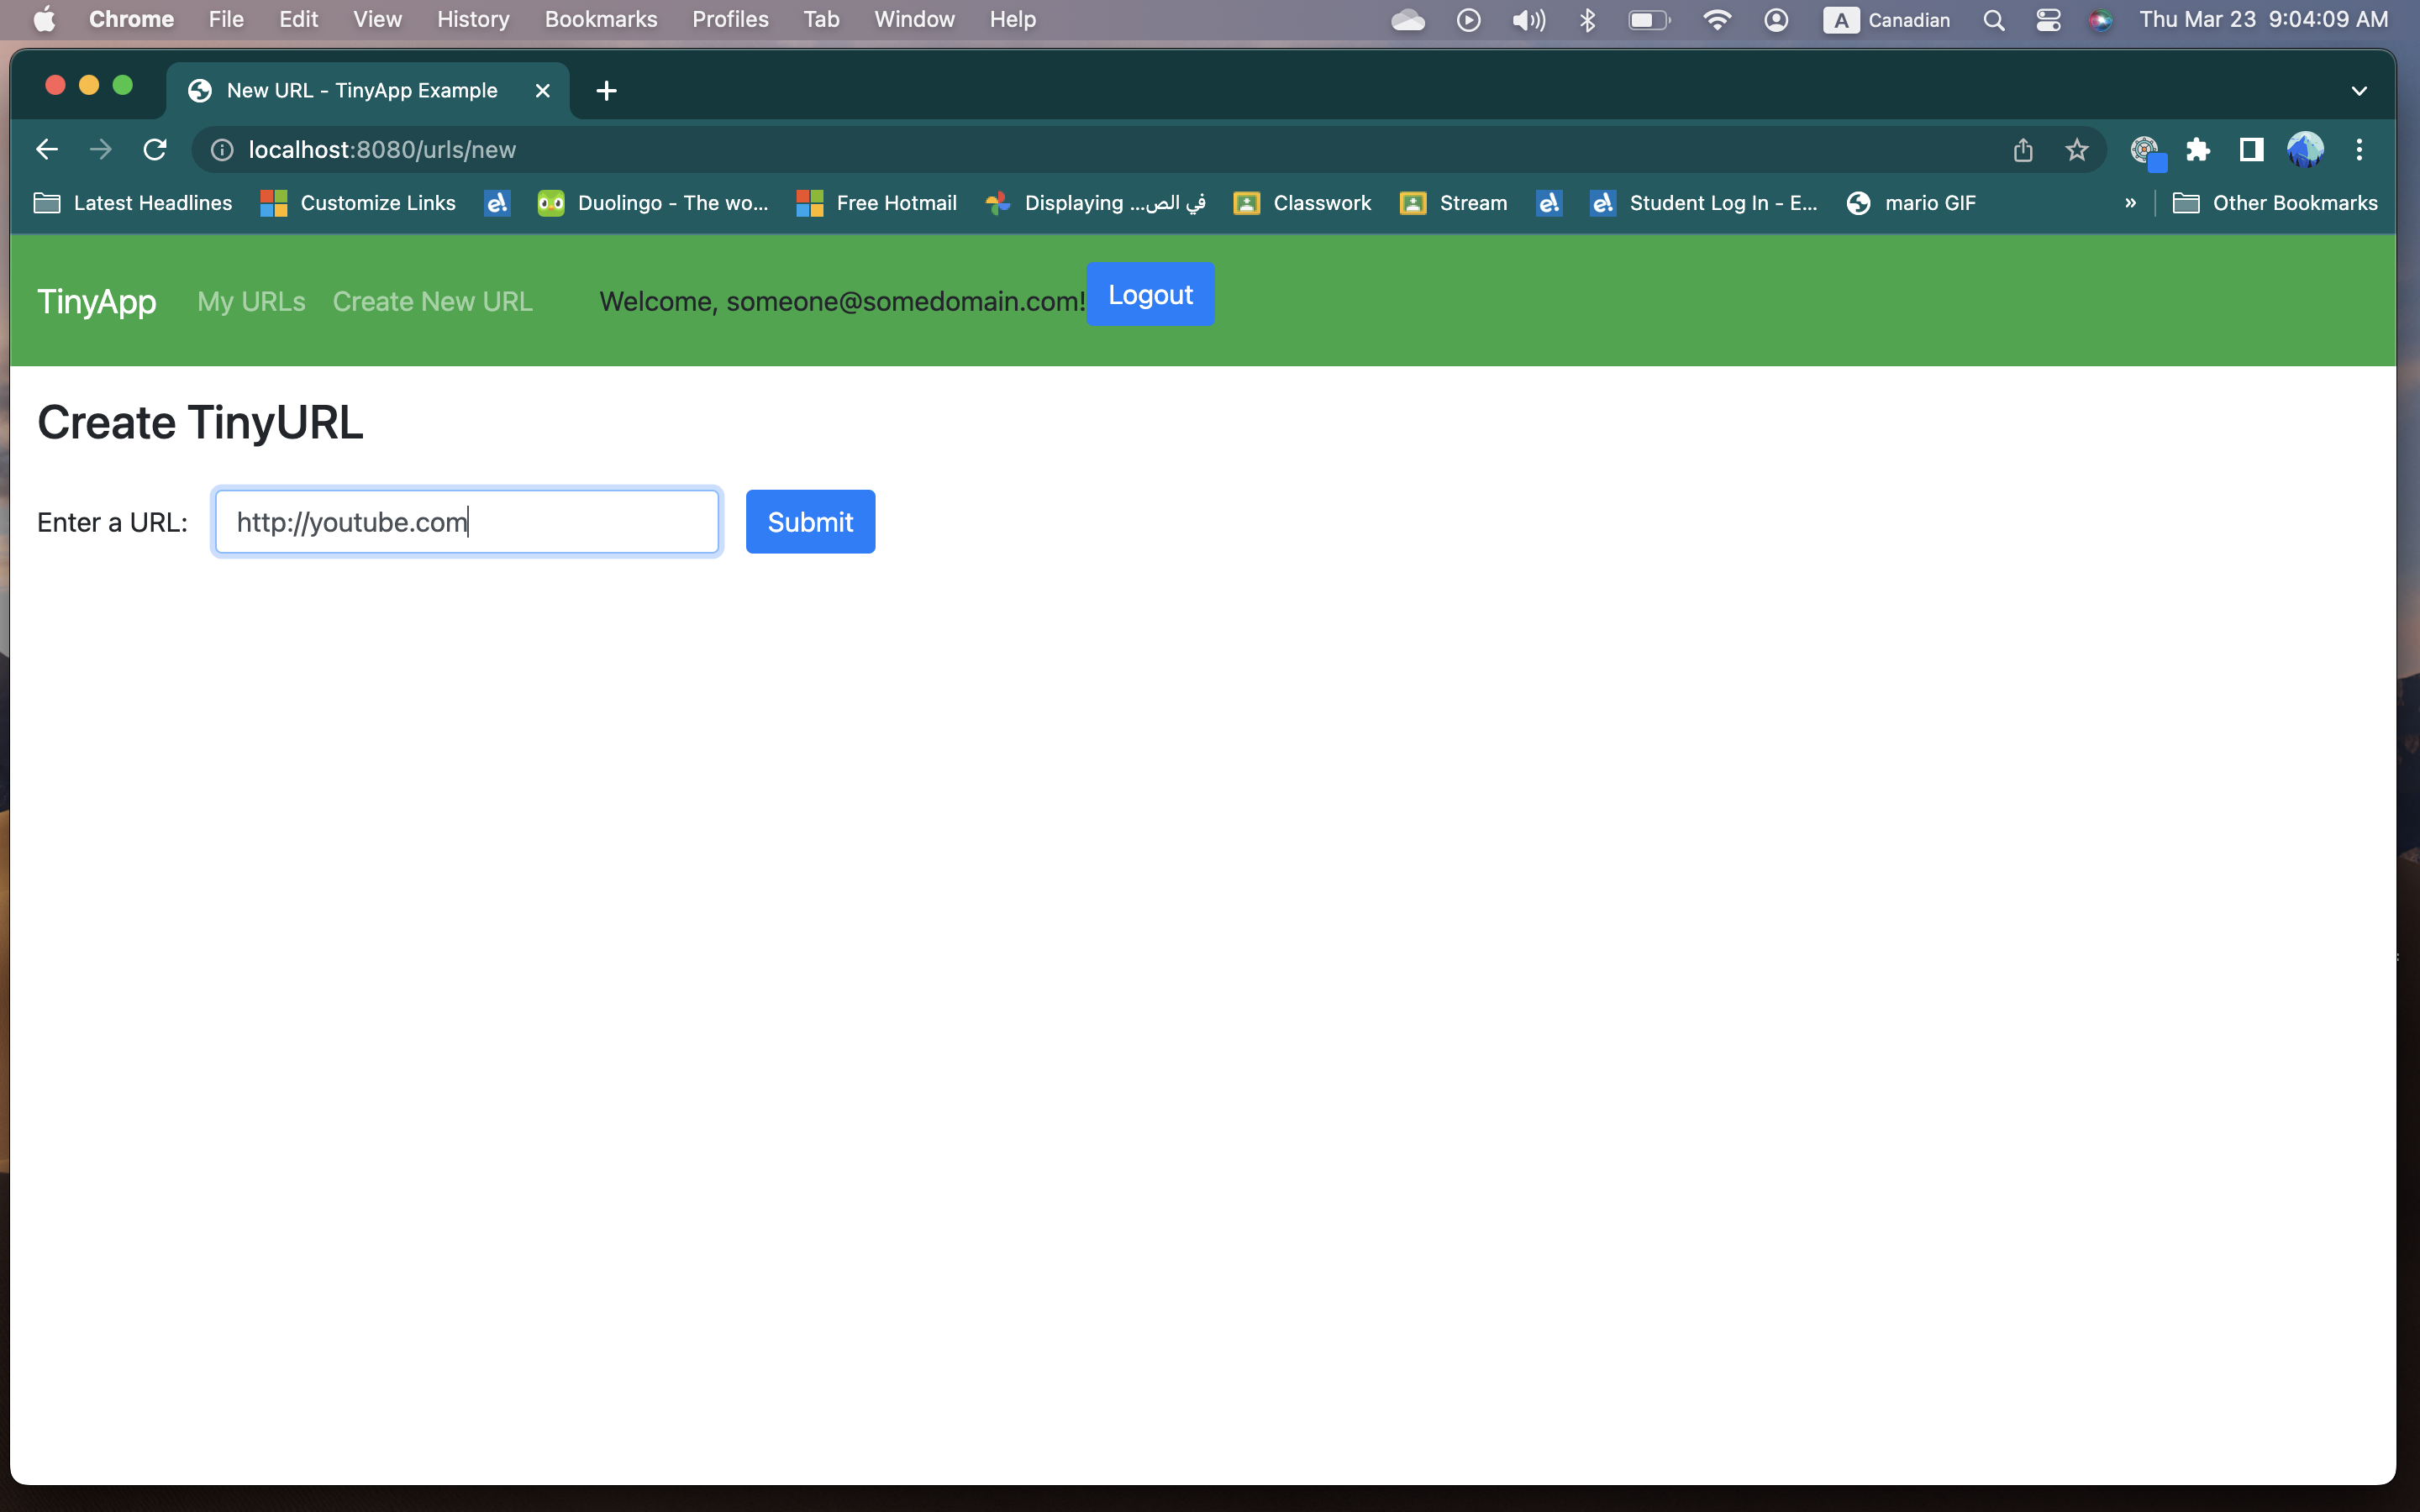 Chrome File Edit View History Bookmarks Profiles Tab Window Help A Canadian Thu Mar 23 9:04:09 AM
New URL - TinyApp Example
localhost:8080/urls/new
Latest Headlines Customize Links e! Duolingo - The wo... Free Hotmail Displaying ...في الص Classwork Stream e! e! Student Log In - E... mario GIF » Other Bookmarks
TinyApp My URLs Create New URL Welcome, someone@somedomain.com! Logout
Create TinyURL
Enter a URL: http://youtube.com Submit